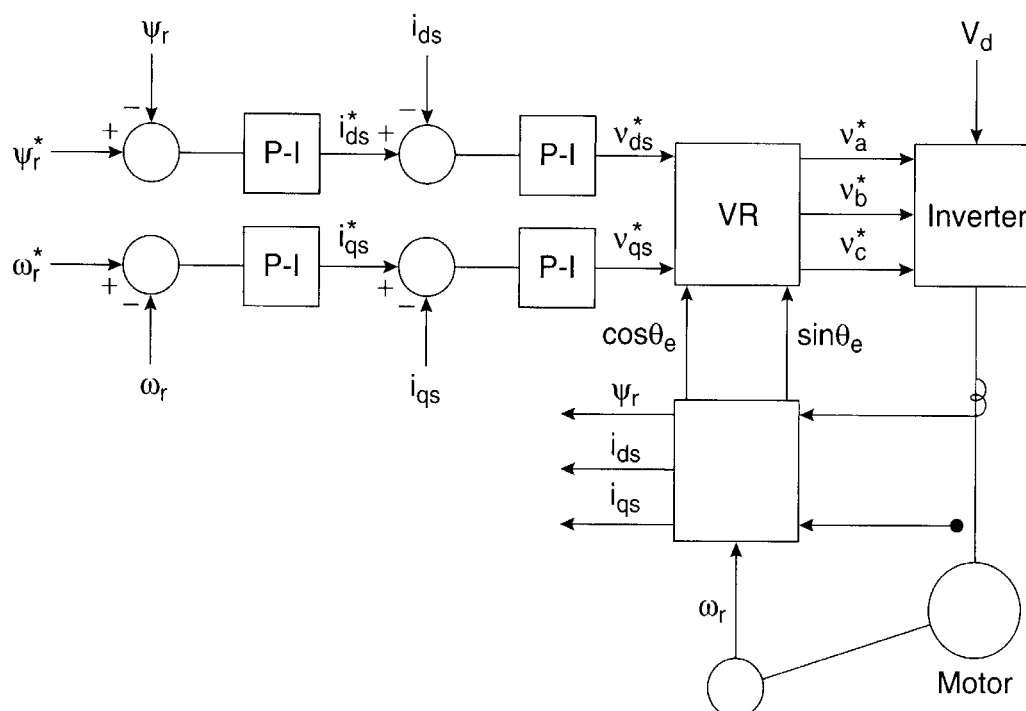 ψr ids Vd
− −
ψr* + P-I ids* + P-I vds* va*
VR vb* Inverter
ωr* + P-I iqs* + P-I vqs* vc*
− −
cosθe sinθe
ωr iqs
ψr
ids
iqs
ωr
Motor